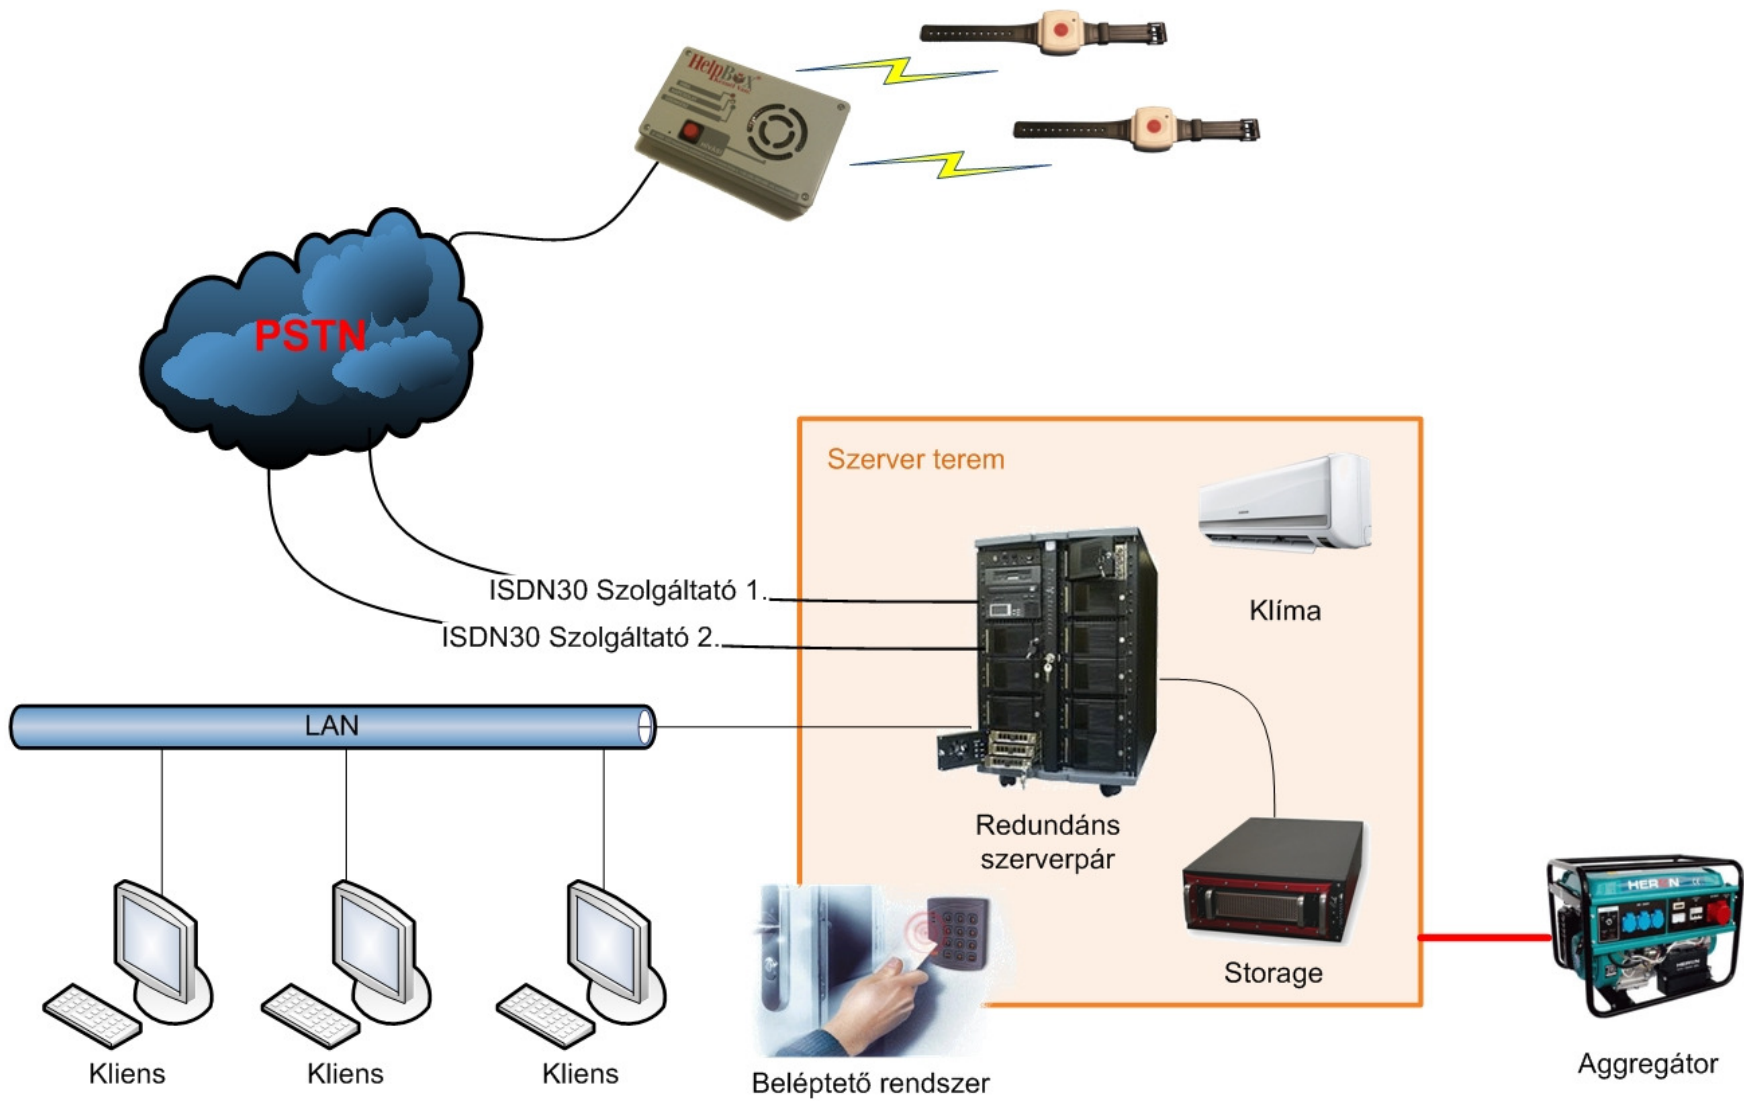 HelpBox
PSTN
Szerver terem
Klíma
ISDN30 Szolgáltató 1.
ISDN30 Szolgáltató 2.
LAN
Redundáns
szerverpár
Storage
HERON
Kliens
Kliens
Kliens
Beléptető rendszer
Aggregátor